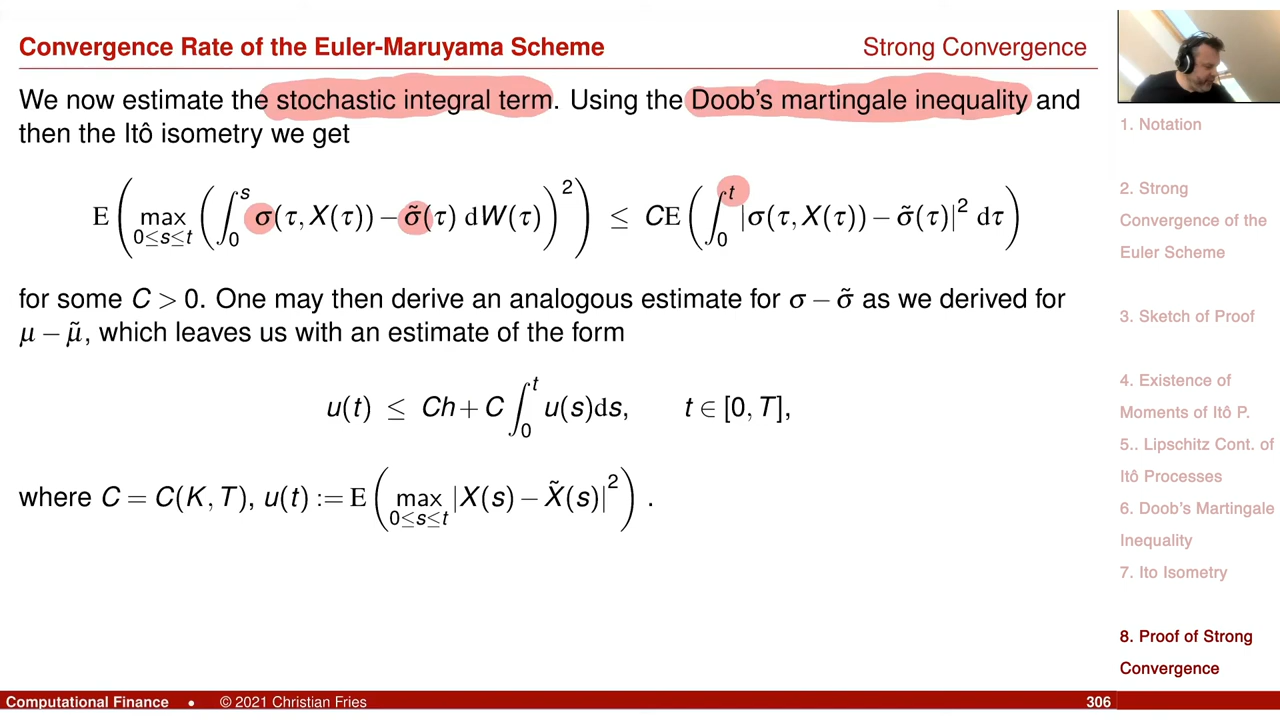 Convergence Rate of the Euler-Maruyama Scheme Strong Convergence
We now estimate the stochastic integral term. Using the Doob's martingale inequality and
then the Itô isometry we get
E( max_{0≤s≤t} ( ∫_0^s σ(τ, X(τ)) − σ̃(τ) dW(τ) )^2 ) ≤ CE( ∫_0^t |σ(τ, X(τ)) − σ̃(τ)|^2 dτ )
for some C > 0. One may then derive an analogous estimate for σ − σ̃ as we derived for
μ − μ̃, which leaves us with an estimate of the form
u(t) ≤ Ch + C ∫_0^t u(s)ds, t ∈ [0, T],
where C = C(K, T), u(t) := E( max_{0≤s≤t} |X(s) − X̃(s)|^2 ) .
1. Notation
2. Strong
Convergence of the
Euler Scheme
3. Sketch of Proof
4. Existence of
Moments of Itô P.
5.. Lipschitz Cont. of
Itô Processes
6. Doob's Martingale
Inequality
7. Ito Isometry
8. Proof of Strong
Convergence
Computational Finance • © 2021 Christian Fries 306